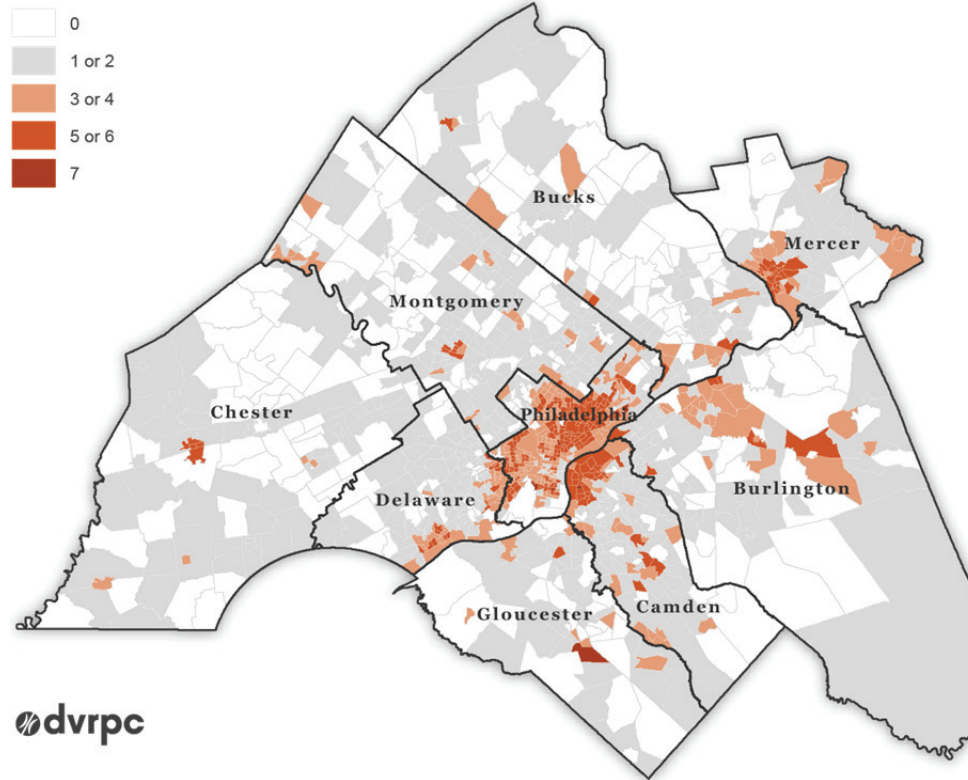 0
1 or 2
3 or 4
5 or 6
7
Bucks
Mercer
Montgomery
Chester
Philadelphia
Delaware
Burlington
Gloucester
Camden
dvrpc